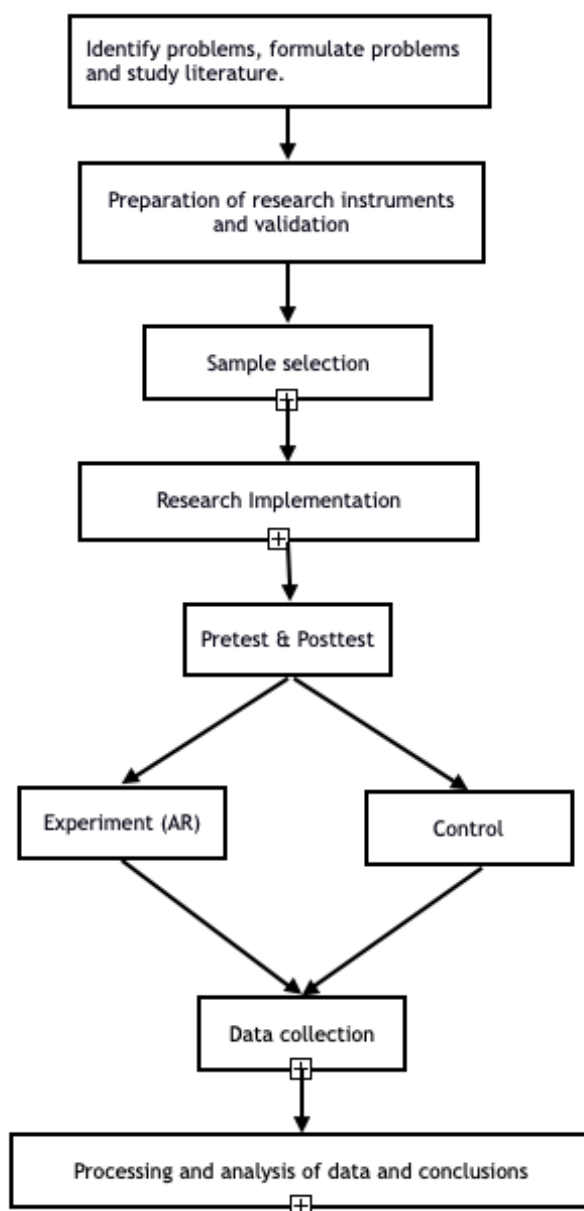 Identify problems, formulate problems
and study literature.
Preparation of research instruments
and validation
Sample selection
Research Implementation
Pretest & Posttest
Experiment (AR)
Control
Data collection
Processing and analysis of data and conclusions